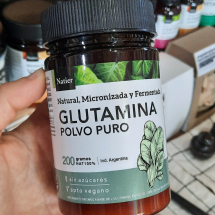 Natier
Natural, Micronizada y Fermentada
GLUTAMINA
POLVO PURO
200 gramos
Ind. Argentina
sin azúcares
apto vegano